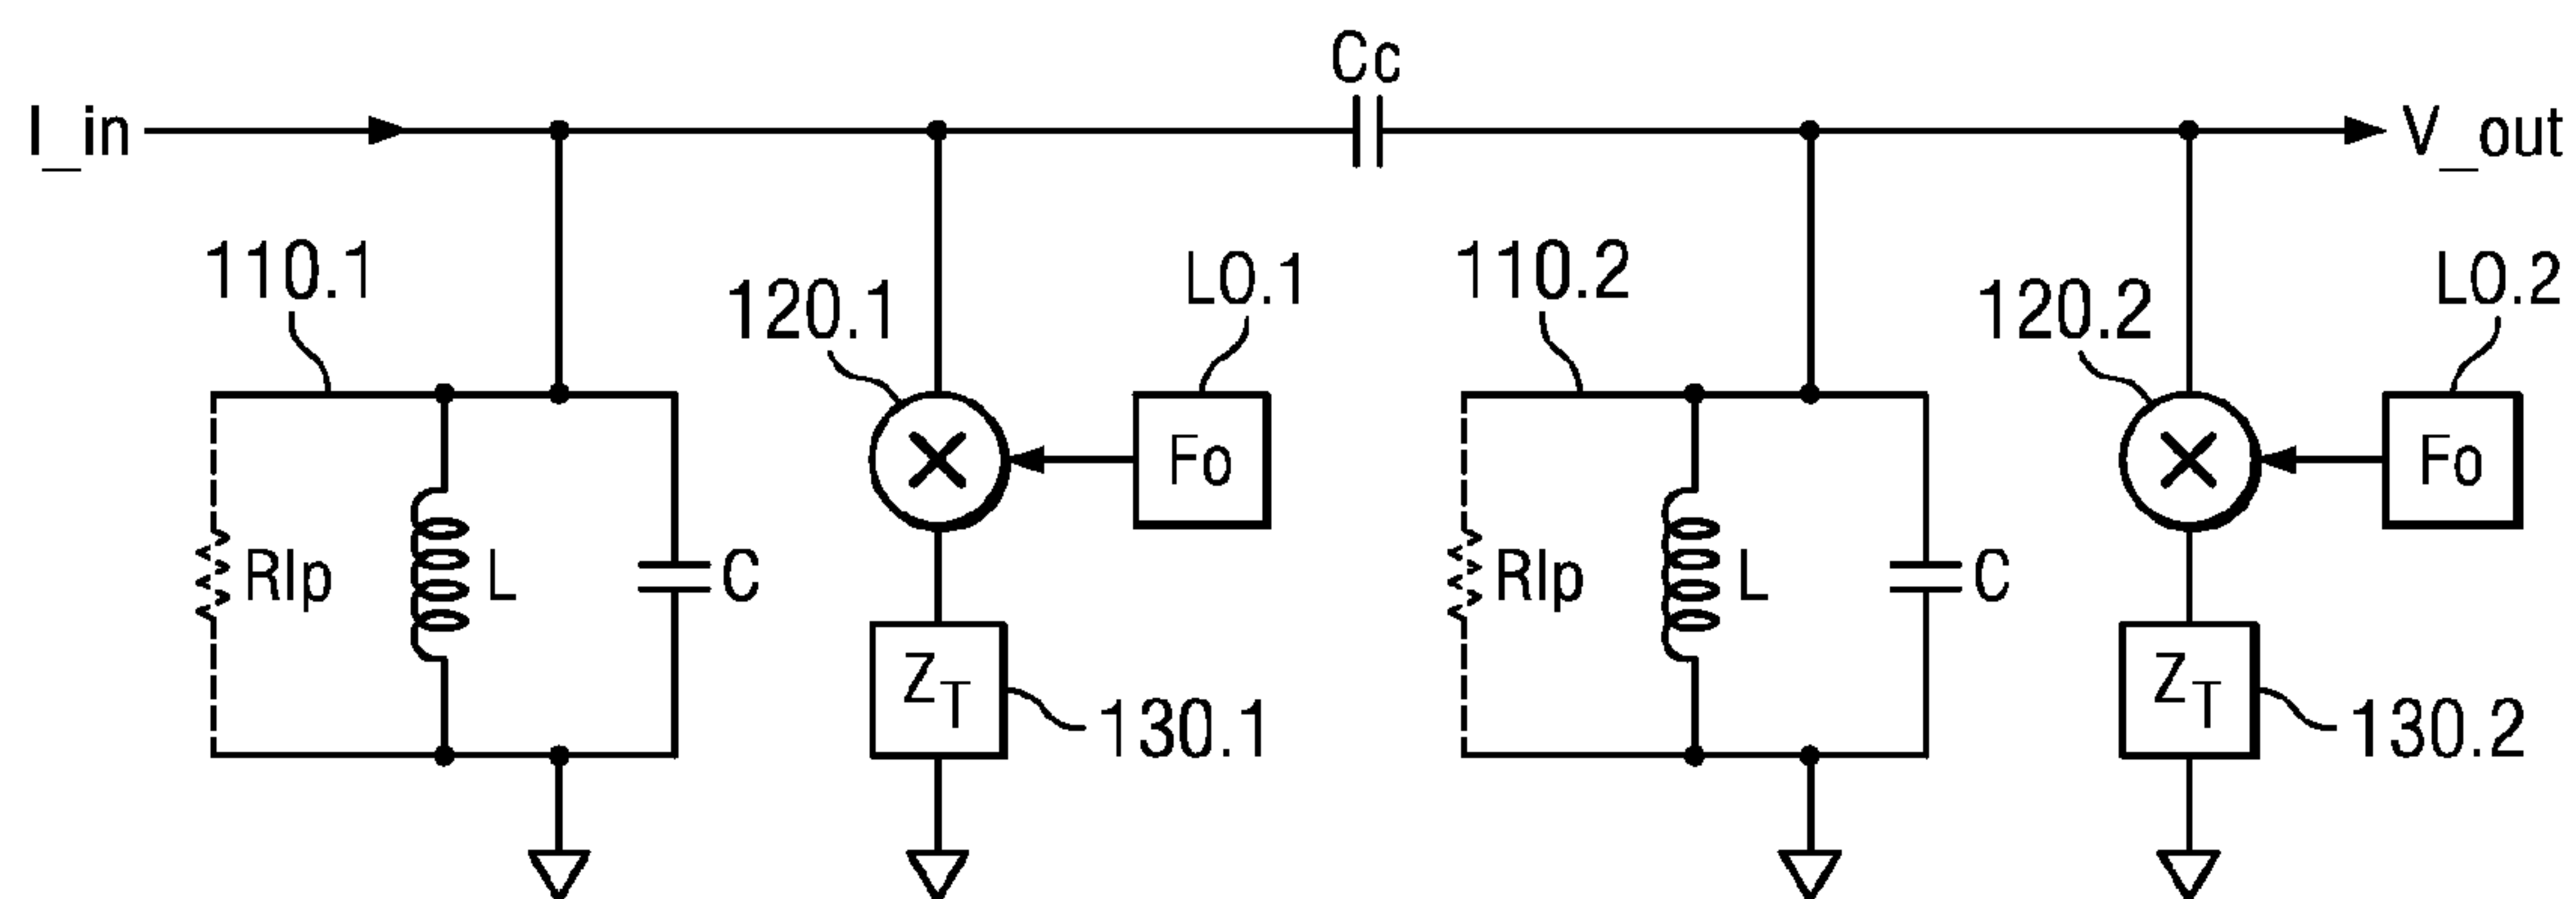 Cc
I_in
V_out
110.1
120.1
LO.1
110.2
120.2
LO.2
Fo
Fo
Rlp
L
C
Rlp
L
C
ZT
130.1
ZT
130.2